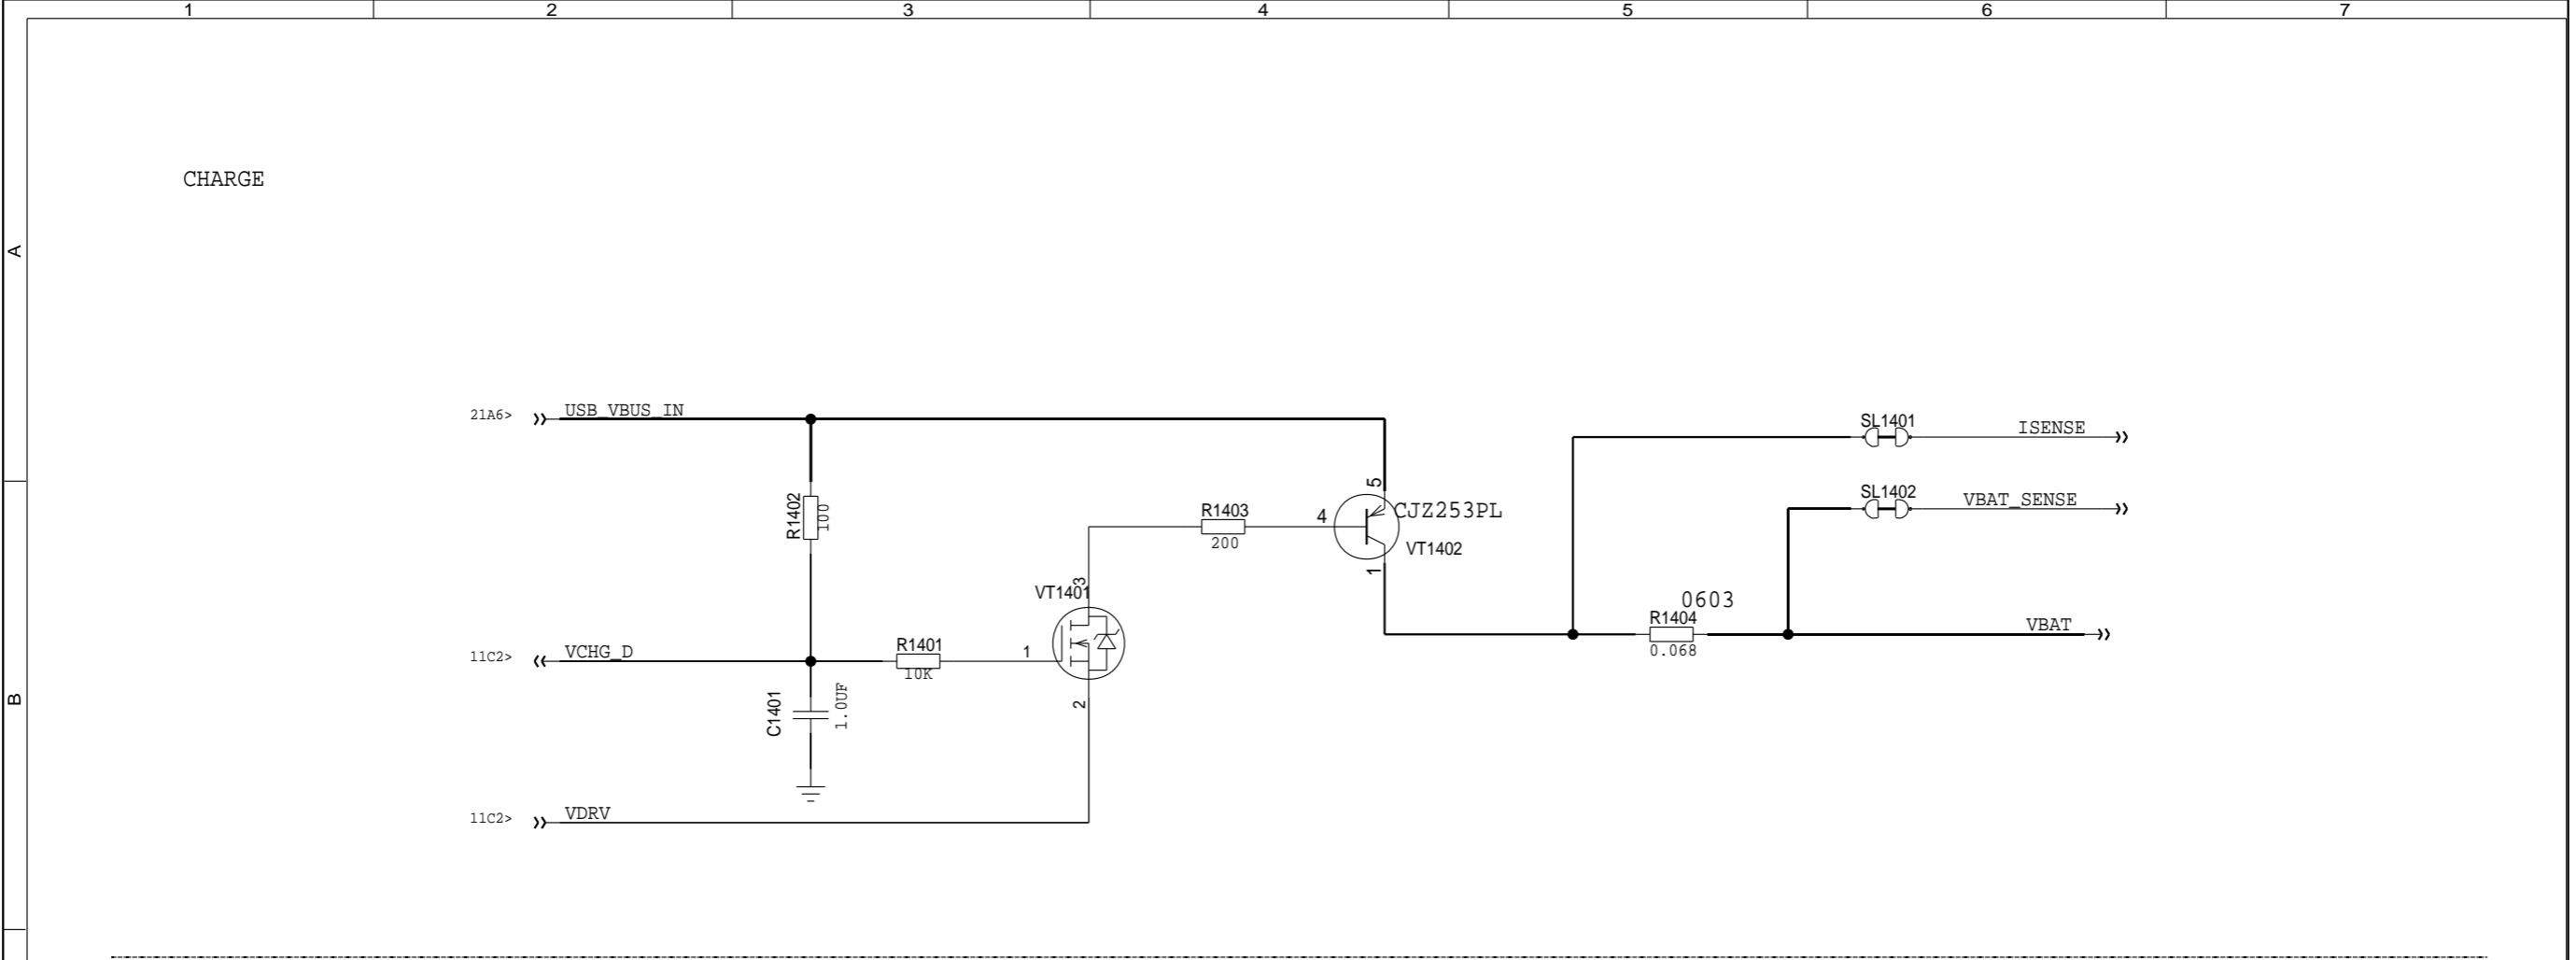 1 2 3 4 5 6 7
CHARGE
A
21A6> USB_VBUS_IN
SL1401
ISENSE
SL1402
VBAT_SENSE
R1402
100
R1403
200
4
5
CJZ253PL
VT1402
1
3
VT1401
0603
R1404
0.068
VBAT
11C2> VCHG_D
R1401
10K
1
2
B
C1401
1.0UF
11C2> VDRV